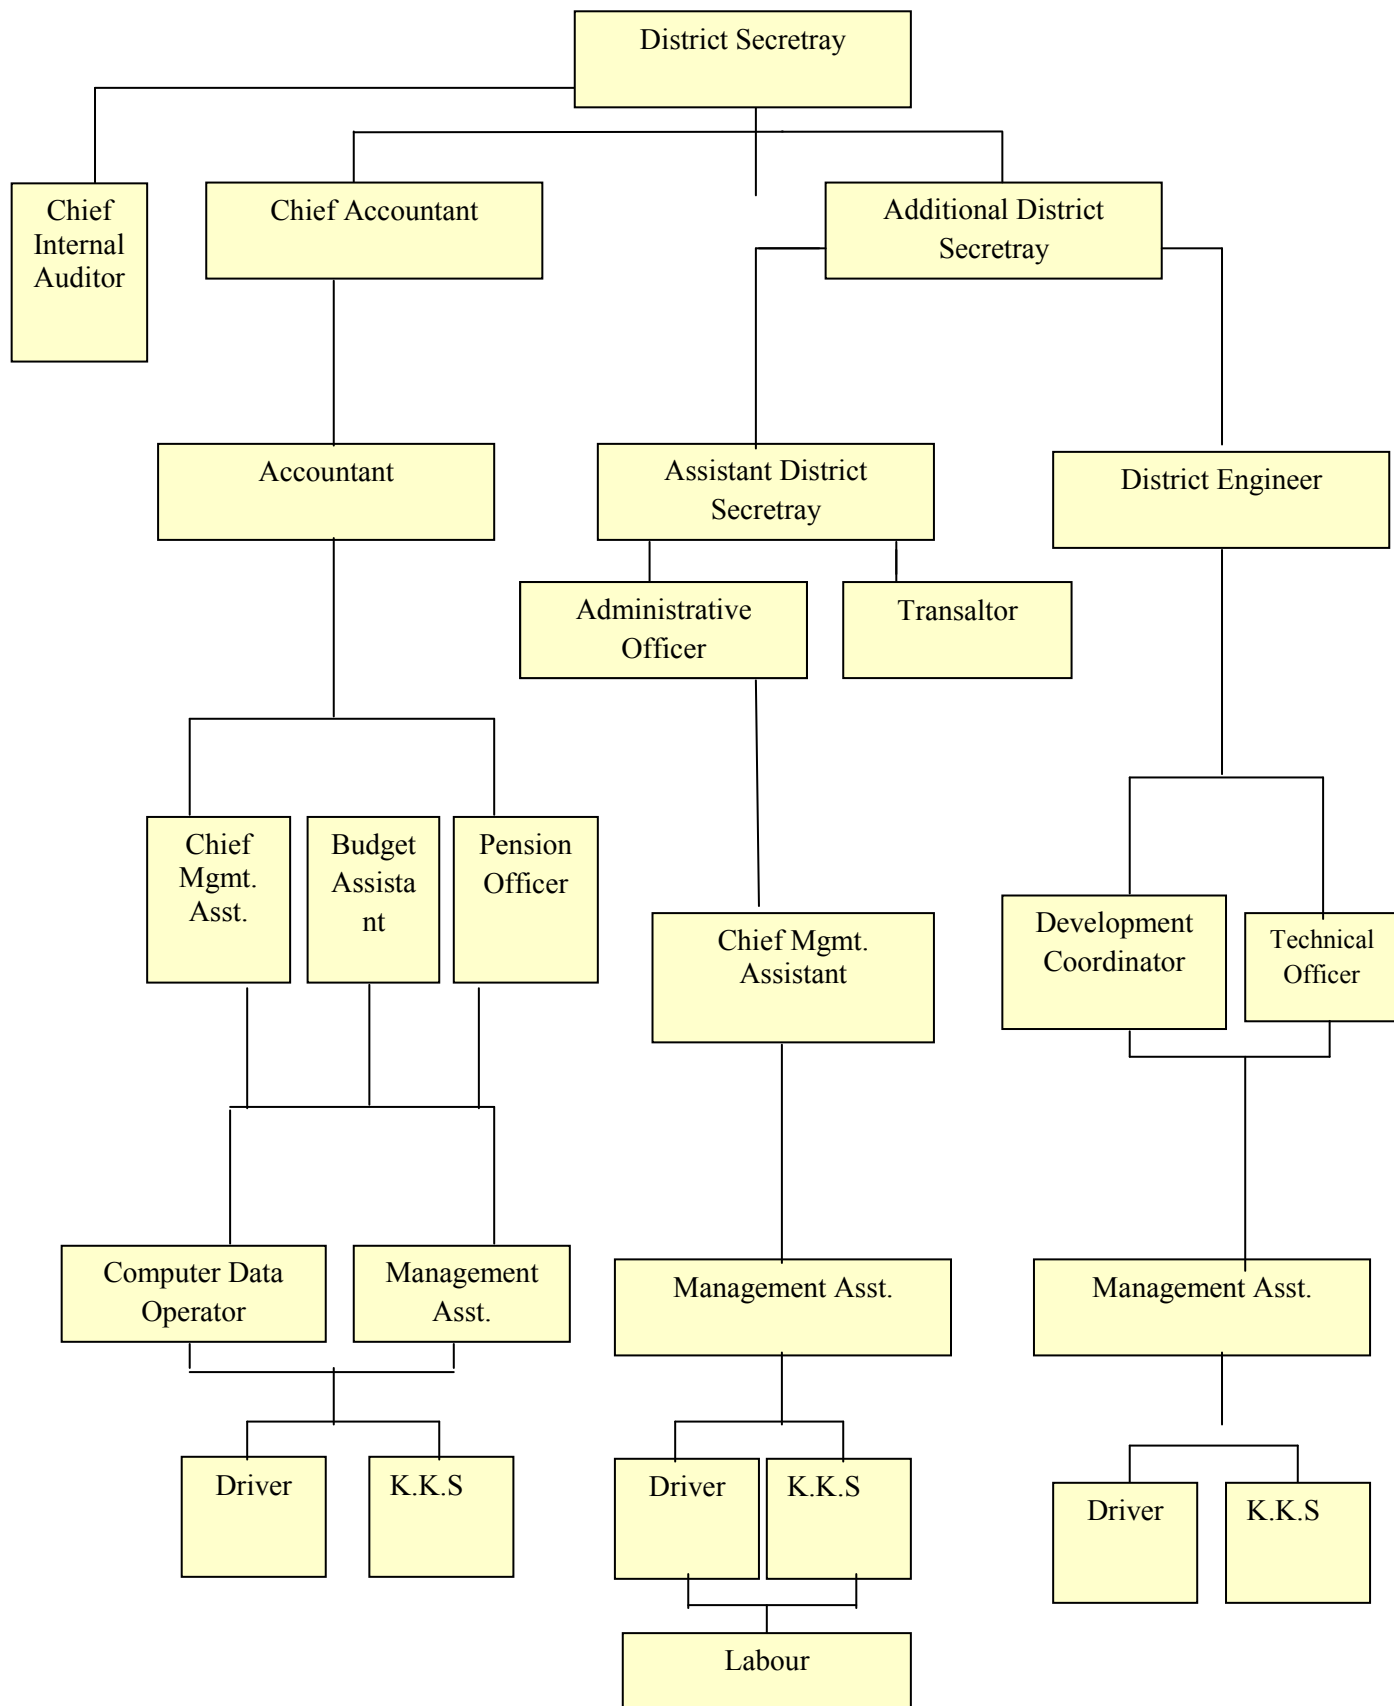 District Secretray
Chief
Internal
Auditor
Chief Accountant
Additional District
Secretray
Accountant
Assistant District
Secretray
District Engineer
Administrative
Officer
Transaltor
Chief
Mgmt.
Asst.
Budget
Assista
nt
Pension
Officer
Chief Mgmt.
Assistant
Development
Coordinator
Technical
Officer
Computer Data
Operator
Management
Asst.
Management Asst.
Management Asst.
Driver
K.K.S
Driver
K.K.S
Driver
K.K.S
Labour